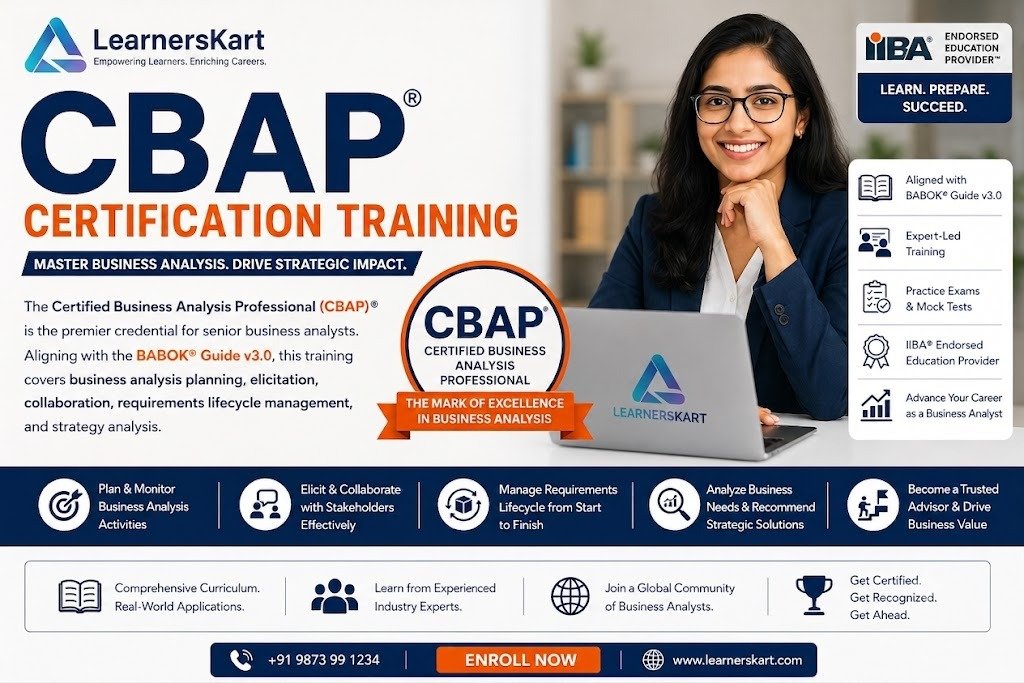 LearnersKart
Empowering Learners. Enriching Careers.
CBAP®
CERTIFICATION TRAINING
MASTER BUSINESS ANALYSIS. DRIVE STRATEGIC IMPACT.
The Certified Business Analysis Professional (CBAP)®
is the premier credential for senior business analysts.
Aligning with the BABOK® Guide v3.0, this training
covers business analysis planning, elicitation,
collaboration, requirements lifecycle management,
and strategy analysis.
CBAP®
CERTIFIED BUSINESS
ANALYSIS
PROFESSIONAL
THE MARK OF EXCELLENCE
IN BUSINESS ANALYSIS
LEARNERSKART
IIBA®
ENDORSED
EDUCATION
PROVIDER™
LEARN. PREPARE.
SUCCEED.
Aligned with
BABOK® Guide v3.0
Expert-Led
Training
Practice Exams
& Mock Tests
IIBA® Endorsed
Education Provider
Advance Your Career
as a Business Analyst
Plan & Monitor
Business Analysis
Activities
Elicit & Collaborate
with Stakeholders
Effectively
Manage Requirements
Lifecycle from Start
to Finish
Analyze Business
Needs & Recommend
Strategic Solutions
Become a Trusted
Advisor & Drive
Business Value
Comprehensive Curriculum.
Real-World Applications.
Learn from Experienced
Industry Experts.
Join a Global Community
of Business Analysts.
Get Certified.
Get Recognized.
Get Ahead.
+91 9873 99 1234
ENROLL NOW
www.learnerskart.com